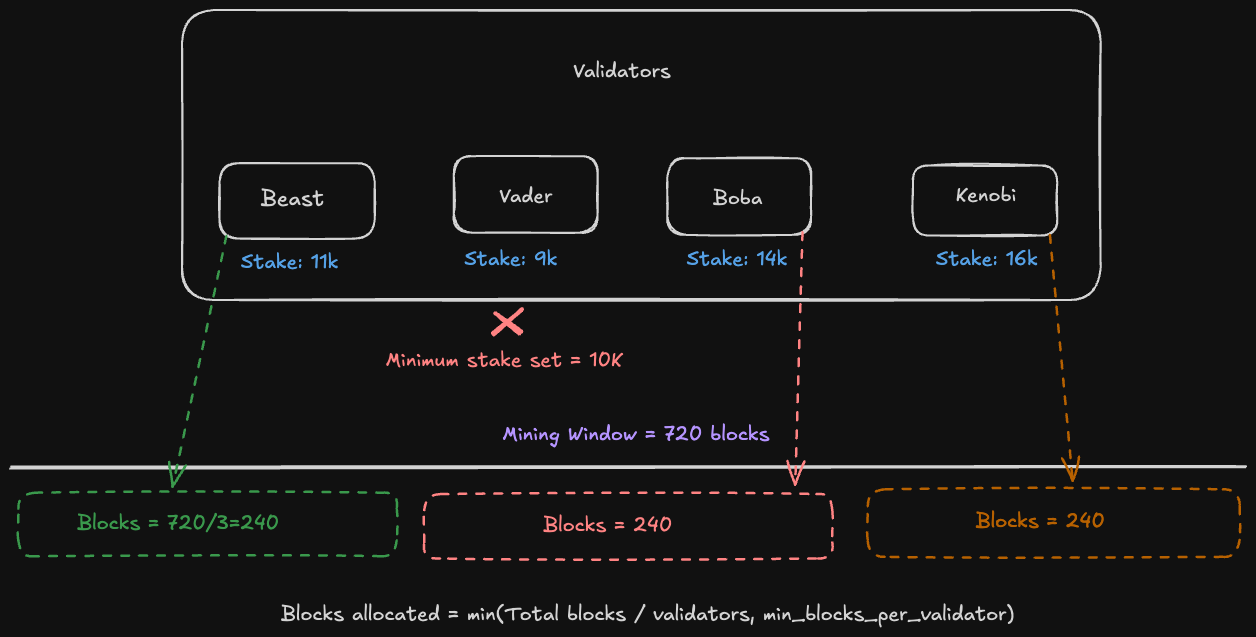 Validators
Beast
Vader
Boba
Kenobi
Stake: 11k
Stake: 9k
Stake: 14k
Stake: 16k
Minimum stake set = 10K
Mining Window = 720 blocks
Blocks = 720/3=240
Blocks = 240
Blocks = 240
Blocks allocated = min(Total blocks / validators, min_blocks_per_validator)